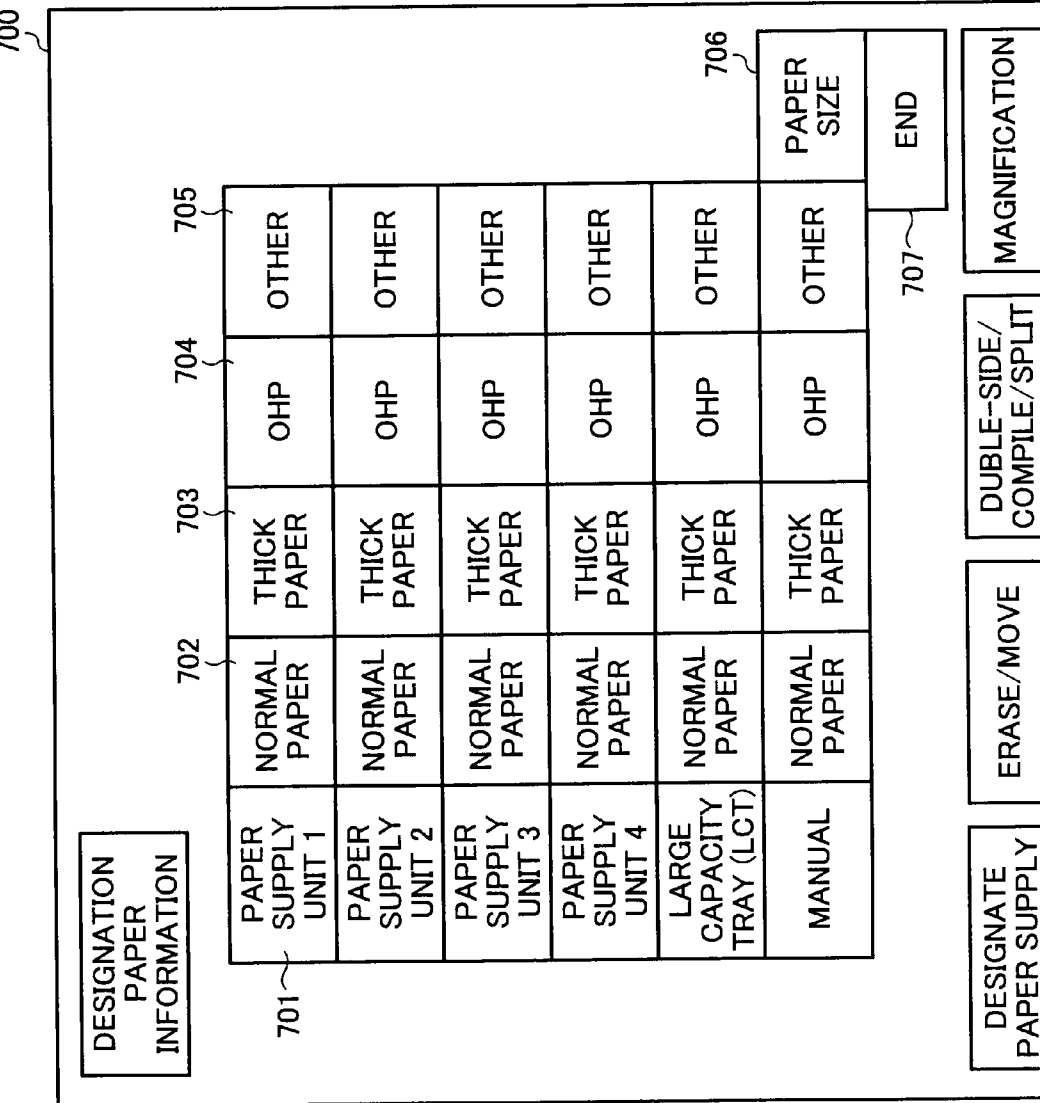 700
DESIGNATION
PAPER
INFORMATION
702
703
704
705
701
PAPER
SUPPLY
UNIT 1
NORMAL
PAPER
THICK
PAPER
OHP
OTHER
PAPER
SUPPLY
UNIT 2
NORMAL
PAPER
THICK
PAPER
OHP
OTHER
PAPER
SUPPLY
UNIT 3
NORMAL
PAPER
THICK
PAPER
OHP
OTHER
PAPER
SUPPLY
UNIT 4
NORMAL
PAPER
THICK
PAPER
OHP
OTHER
LARGE
CAPACITY
TRAY (LCT)
NORMAL
PAPER
THICK
PAPER
OHP
OTHER
706
MANUAL
NORMAL
PAPER
THICK
PAPER
OHP
OTHER
PAPER
SIZE
707
END
DESIGNATE
PAPER SUPPLY
ERASE/MOVE
DUBLE-SIDE/
COMPILE/SPLIT
MAGNIFICATION